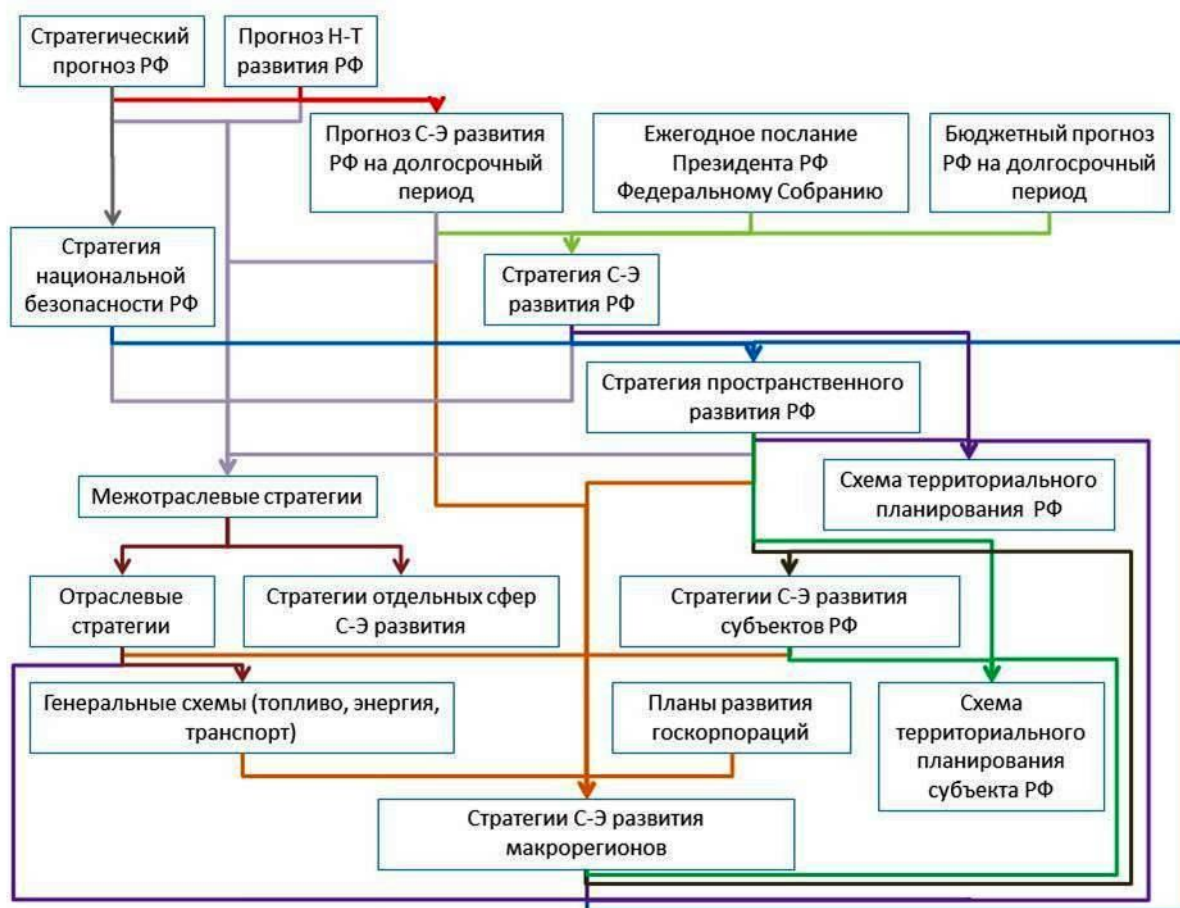 Стратегический
прогноз РФ
Прогноз Н-Т
развития РФ
Прогноз С-Э развития
РФ на долгосрочный
период
Ежегодное послание
Президента РФ
Федеральному Собранию
Бюджетный прогноз
РФ на долгосрочный
период
Стратегия
национальной
безопасности РФ
Стратегия С-Э
развития РФ
Стратегия пространственного
развития РФ
Межотраслевые стратегии
Схема территориального
планирования РФ
Отраслевые
стратегии
Стратегии отдельных сфер
С-Э развития
Стратегии С-Э развития
субъектов РФ
Генеральные схемы (топливо, энергия,
транспорт)
Планы развития
госкорпораций
Схема
территориального
планирования
субъекта РФ
Стратегии С-Э развития
макрорегионов